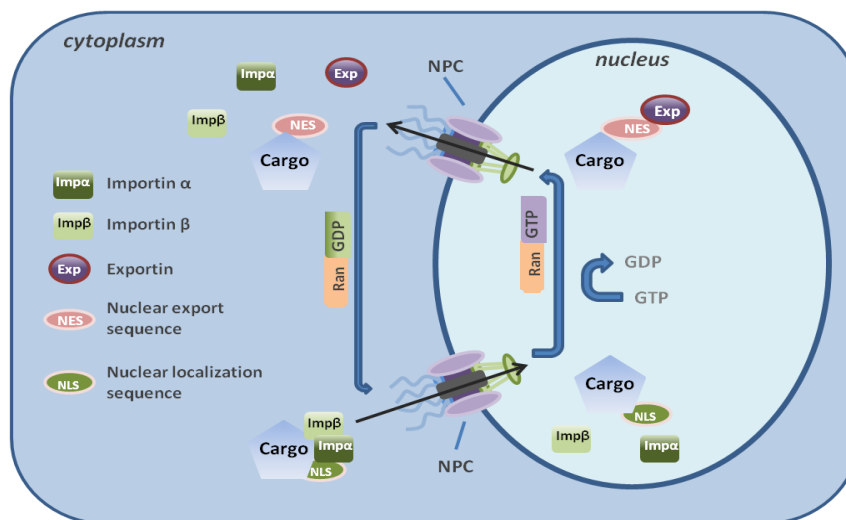 cytoplasm
nucleus
NPC
Impα
Exp
Impβ
NES
Cargo
Exp
NES
Cargo
Impα Importin α
Impβ Importin β
Exp Exportin
NES Nuclear export
sequence
NLS Nuclear localization
sequence
Ran GDP
Ran GTP
GDP
GTP
Cargo
NLS
Impβ
Impα
Impβ
Cargo Impα
NLS
NPC